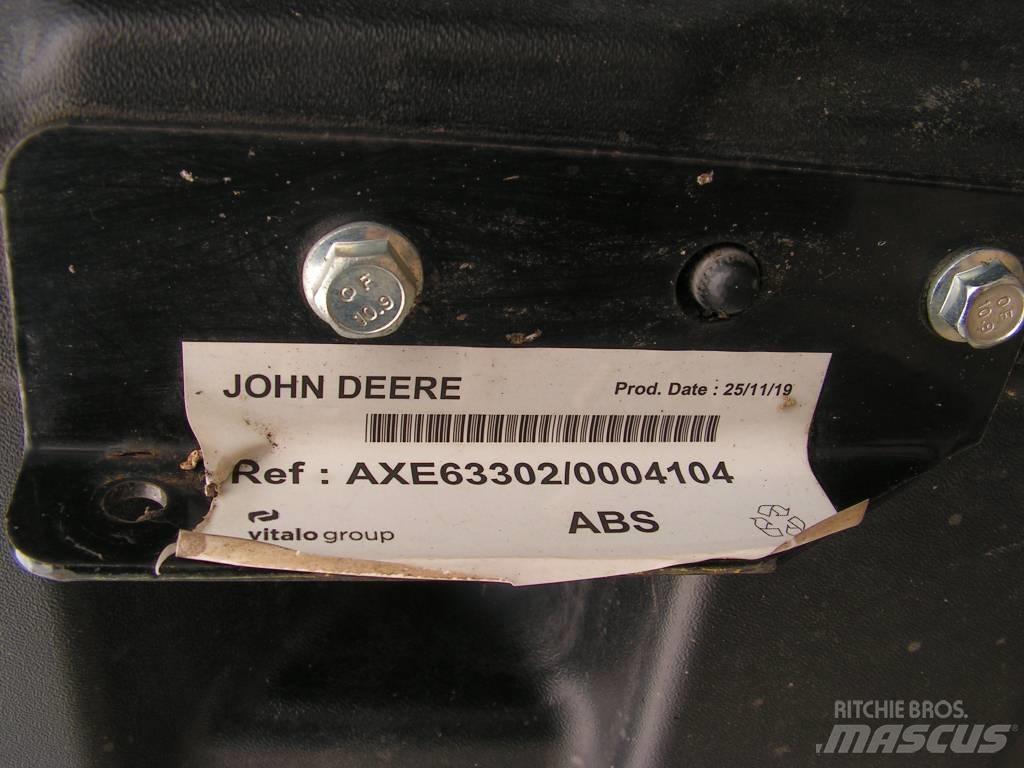 OF
10.9
OF
10.9
JOHN DEERE
Prod. Date : 25/11/19
Ref : AXE63302/0004104
vitalo group
ABS
RITCHIE BROS.
MASCUS